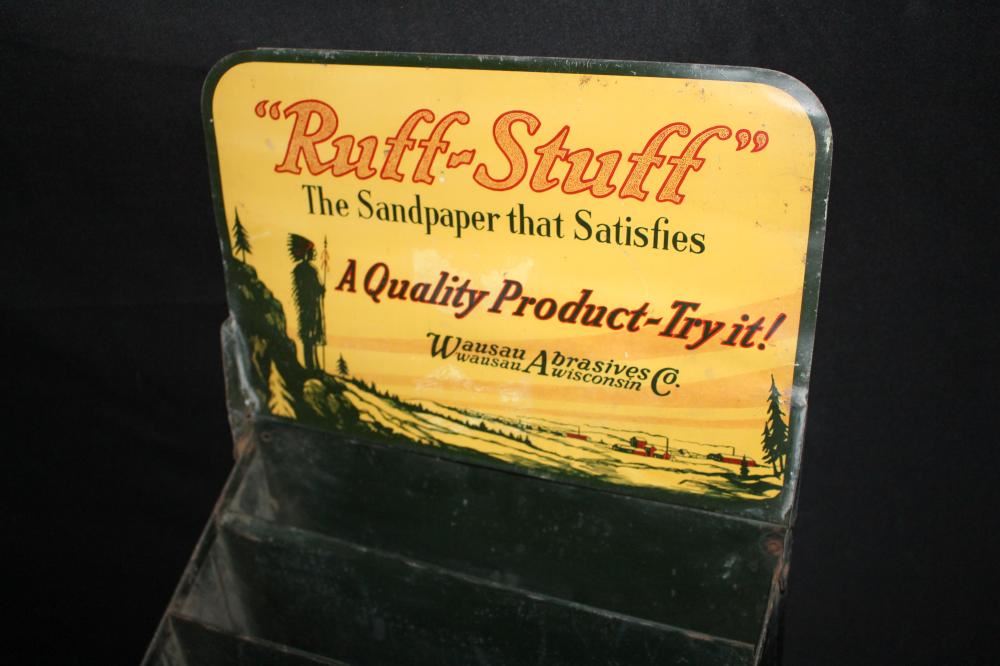 "Ruff-Stuff"
The Sandpaper that Satisfies
A Quality Product-Try it!
Wausau Abrasives Co.
wausau wisconsin